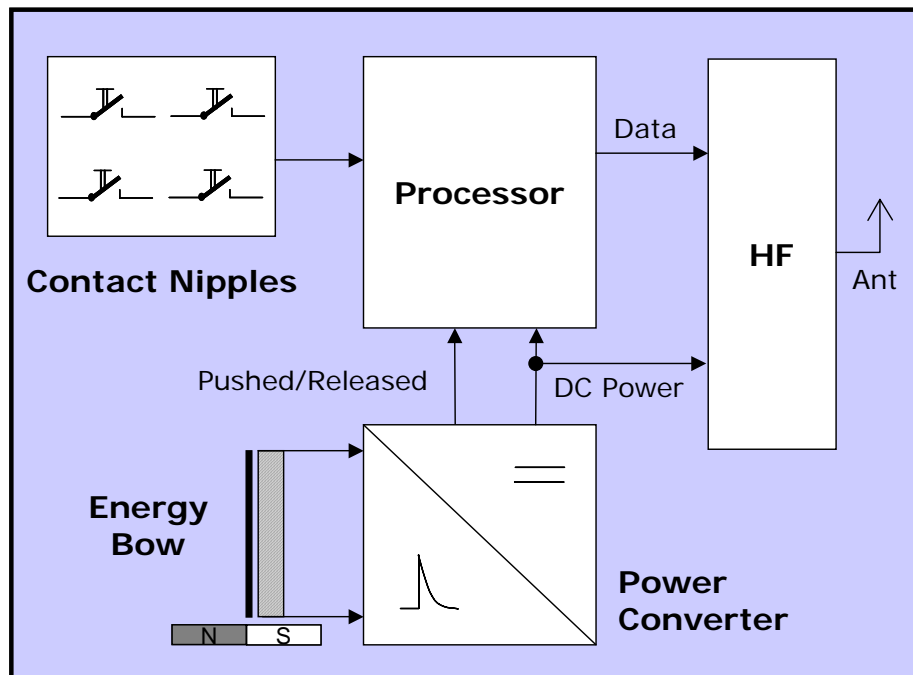 Data
Processor
HF
Contact Nipples
Ant
Pushed/Released
DC Power
Energy
Bow
Power
Converter
N S